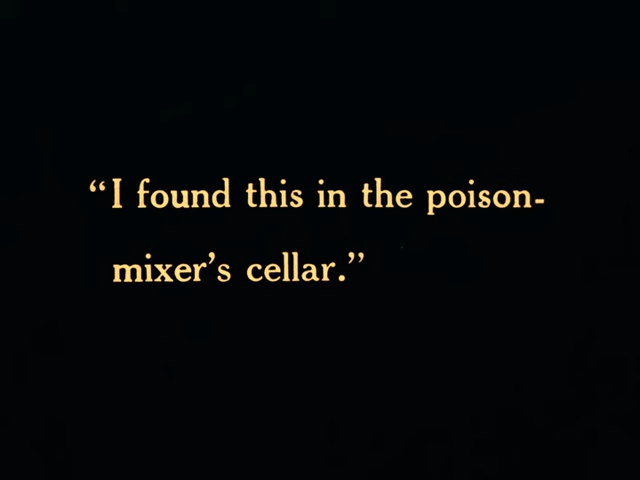 “I found this in the poison-
mixer’s cellar.”